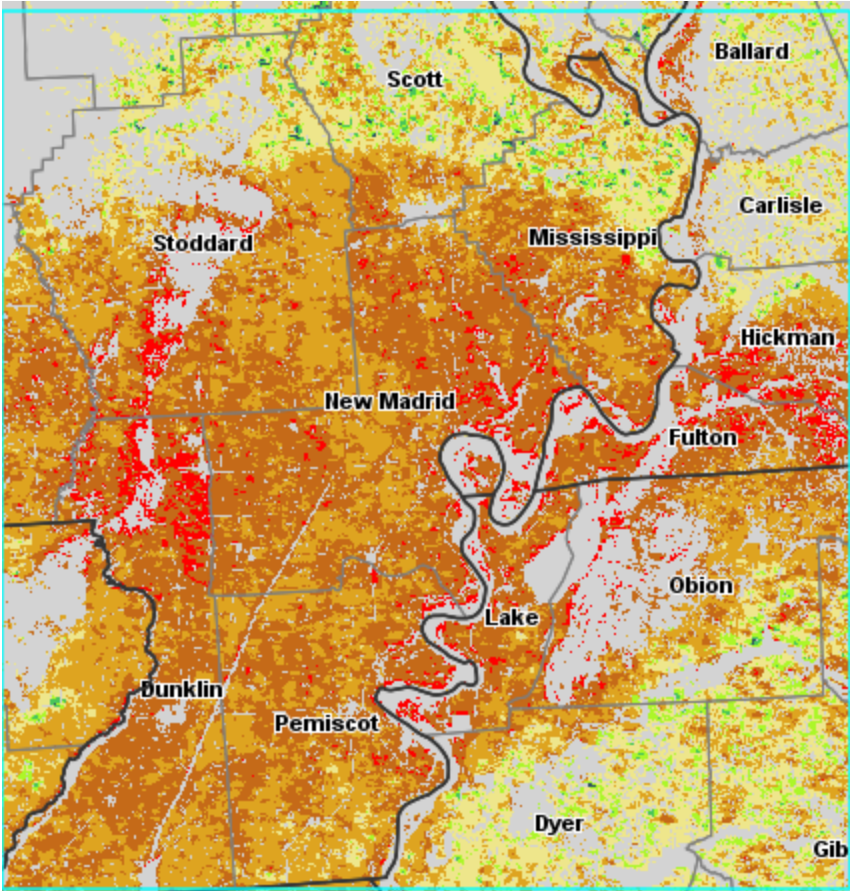 Ballard
Scott
Carlisle
Mississippi
Stoddard
Hickman
New Madrid
Fulton
Obion
Lake
Dunklin
Pemiscot
Dyer
Gib